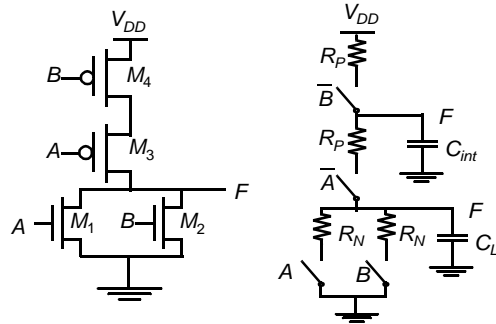 V_DD
B
M_4
A
M_3
F
A
M_1
B
M_2
V_DD
R_P
B̅
F
R_P
C_int
A̅
F
R_N
R_N
C_L
A
B